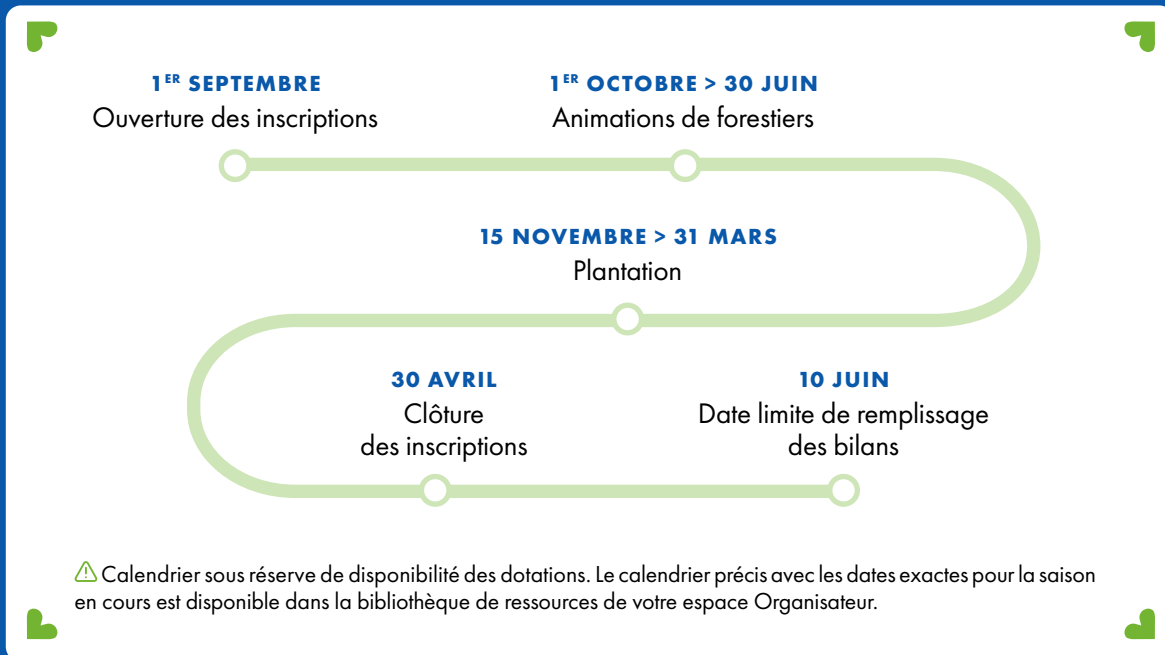 1ER SEPTEMBRE
Ouverture des inscriptions
1ER OCTOBRE > 30 JUIN
Animations de forestiers
15 NOVEMBRE > 31 MARS
Plantation
30 AVRIL
Clôture
des inscriptions
10 JUIN
Date limite de remplissage
des bilans
Calendrier sous réserve de disponibilité des dotations. Le calendrier précis avec les dates exactes pour la saison
en cours est disponible dans la bibliothèque de ressources de votre espace Organisateur.